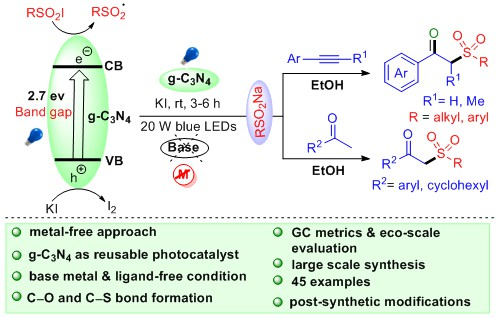 RSO₂I
RSO₂•
e⊖
CB
2.7 ev
Band gap
g-C₃N₄
VB
h⊕
KI
I₂
g-C₃N₄
KI, rt, 3-6 h
20 W blue LEDs
Base
M
RSO₂Na
Ar
R¹
EtOH
O
R²
EtOH
O
O
O
S
R
Ar
R¹
R¹= H, Me
R = alkyl, aryl
O
O
O
S
R²
R
R²= aryl, cyclohexyl
metal-free approach
g-C₃N₄ as reusable photocatalyst
base metal & ligand-free condition
C–O and C–S bond formation
GC metrics & eco-scale
evaluation
large scale synthesis
45 examples
post-synthetic modifications